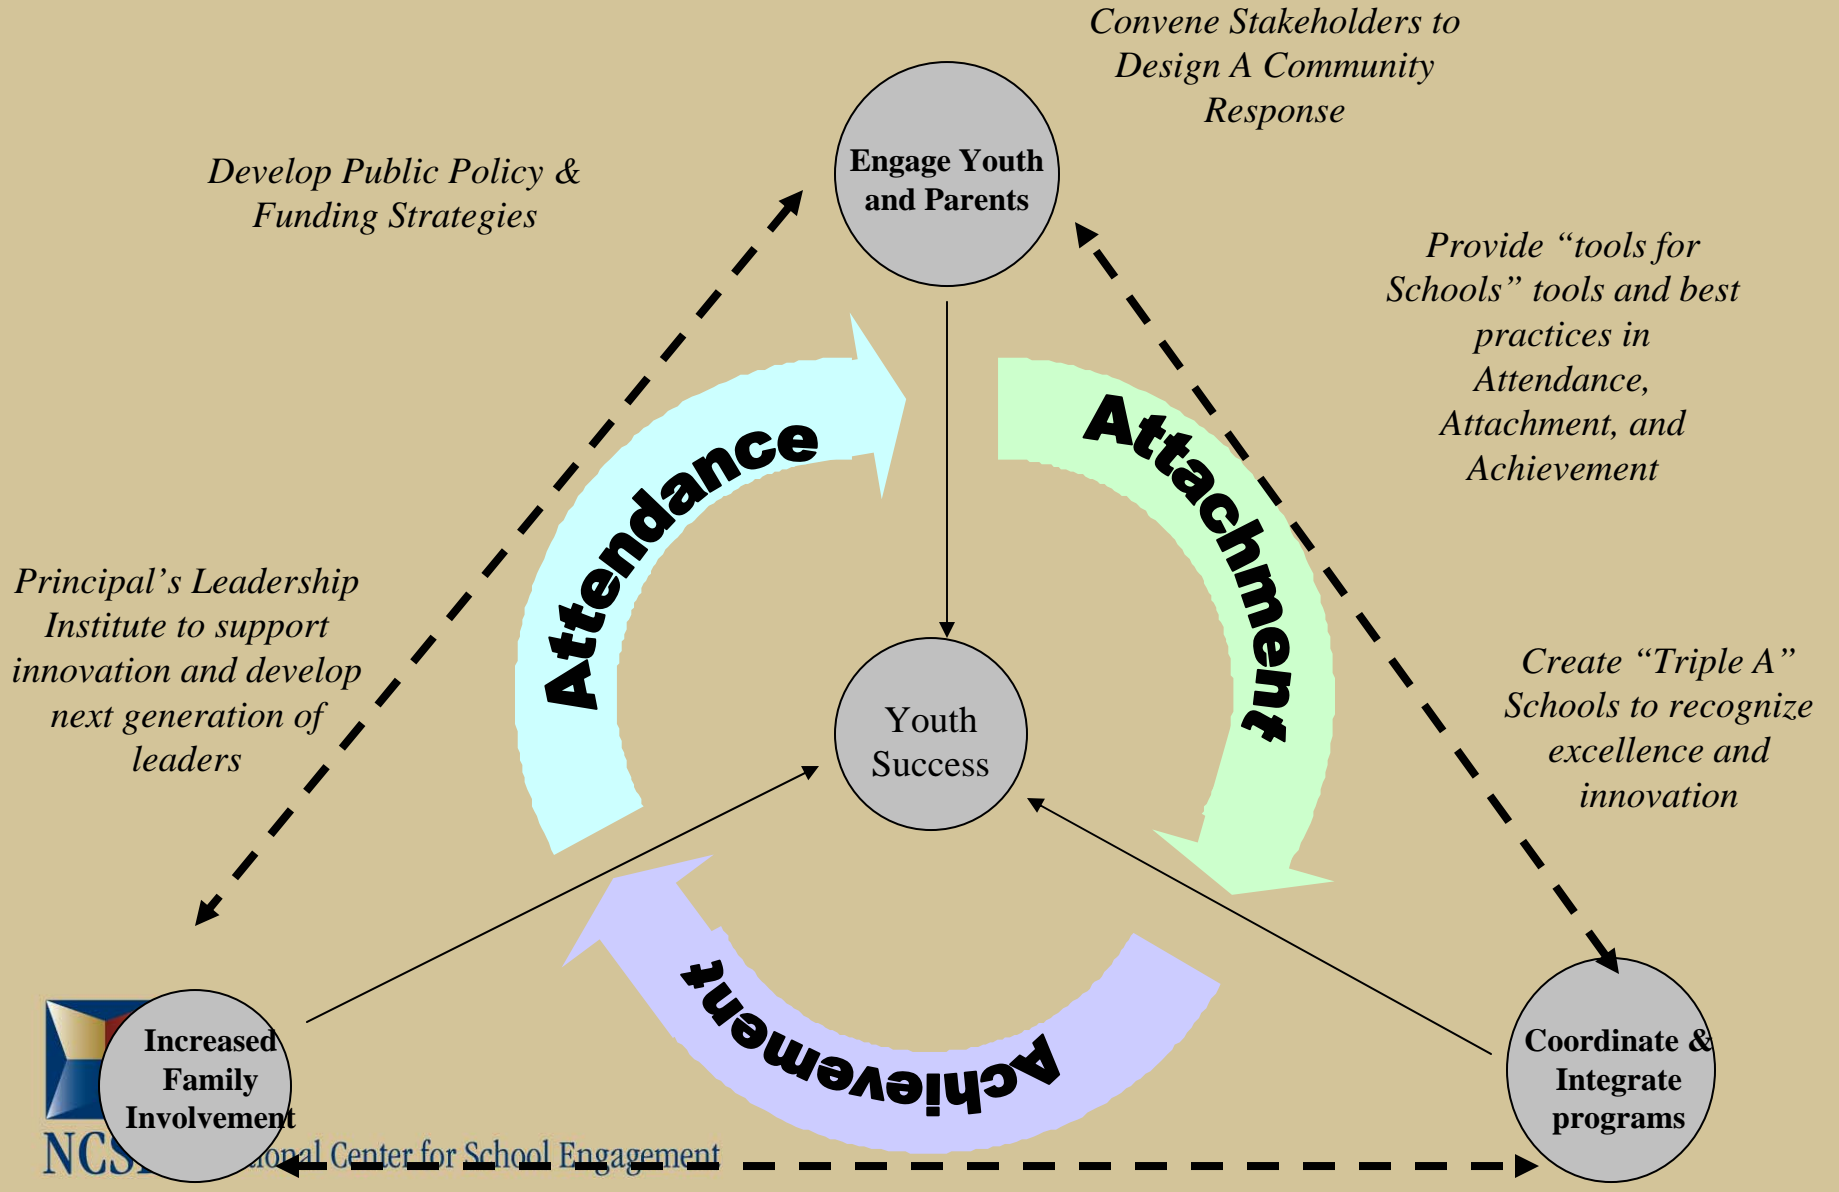 Convene Stakeholders to
Design A Community
Response
Engage Youth
and Parents
Develop Public Policy &
Funding Strategies
Provide “tools for
Schools” tools and best
practices in
Attendance,
Attachment, and
Achievement
Attendance
Attachment
Principal’s Leadership
Institute to support
innovation and develop
next generation of
leaders
Youth
Success
Create “Triple A”
Schools to recognize
excellence and
innovation
Achievement
Increased
Family
Involvement
Coordinate &
Integrate
programs
Center for School Engagement